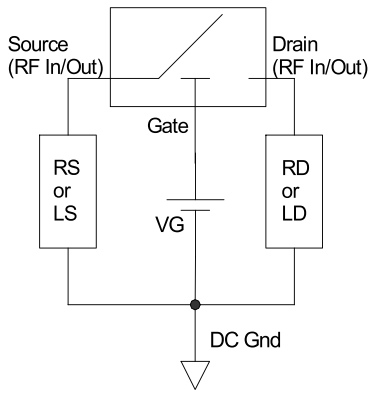 Source
(RF In/Out)
Drain
(RF In/Out)
Gate
RS
or
LS
RD
or
LD
VG
DC Gnd